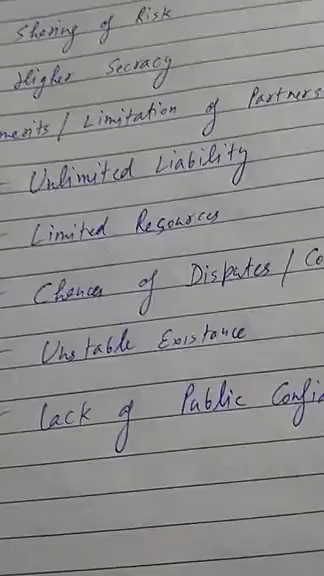 Sharing of Risk
Higher Secracy
merits / Limitation of Partners
- Unlimited Liability
- Limited Resources
- Chances of Disputes / Co
- Unstable Existance
- Lack of Public Confi